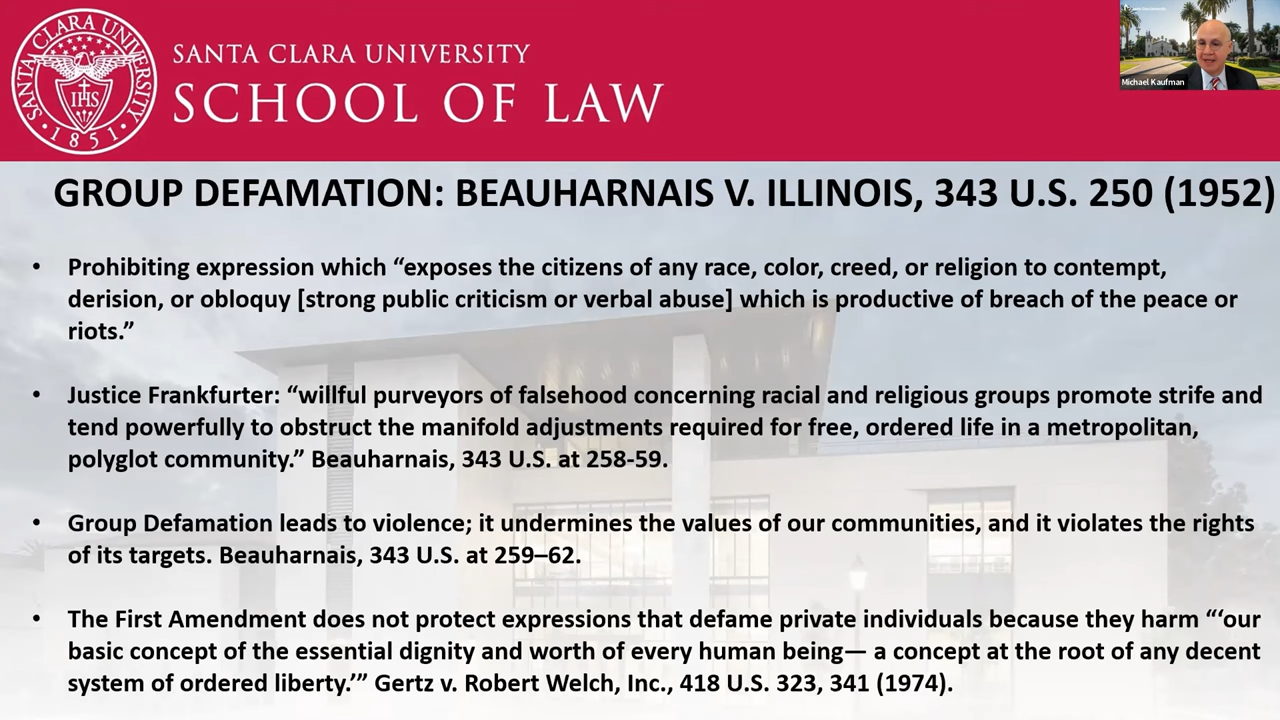 SANTA CLARA UNIVERSITY
IHS
1851
SANTA CLARA UNIVERSITY
SCHOOL OF LAW
Michael Kaufman
GROUP DEFAMATION: BEAUHARNAIS V. ILLINOIS, 343 U.S. 250 (1952)
• Prohibiting expression which “exposes the citizens of any race, color, creed, or religion to contempt,
derision, or obloquy [strong public criticism or verbal abuse] which is productive of breach of the peace or
riots.”
• Justice Frankfurter: “willful purveyors of falsehood concerning racial and religious groups promote strife and
tend powerfully to obstruct the manifold adjustments required for free, ordered life in a metropolitan,
polyglot community.” Beauharnais, 343 U.S. at 258-59.
• Group Defamation leads to violence; it undermines the values of our communities, and it violates the rights
of its targets. Beauharnais, 343 U.S. at 259–62.
• The First Amendment does not protect expressions that defame private individuals because they harm “‘our
basic concept of the essential dignity and worth of every human being— a concept at the root of any decent
system of ordered liberty.’” Gertz v. Robert Welch, Inc., 418 U.S. 323, 341 (1974).